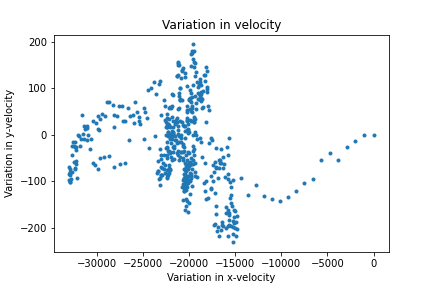 Variation in velocity
200
100
0
−100
−200
Variation in y-velocity
−30000 −25000 −20000 −15000 −10000 −5000 0
Variation in x-velocity